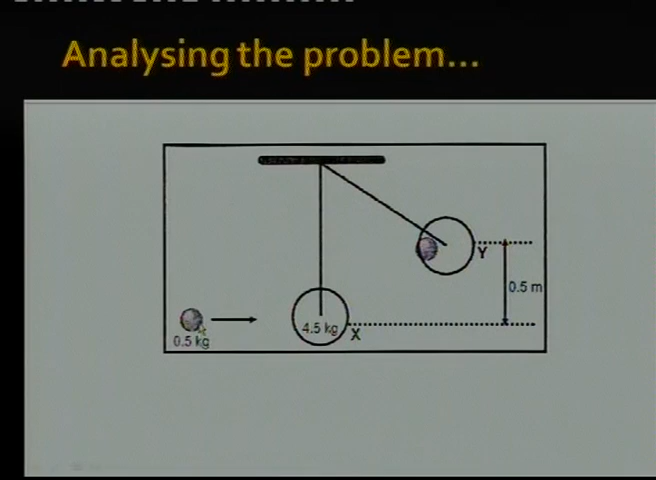 Analysing the problem...
Y
0.5 m
4.5 kg
X
0.5 kg